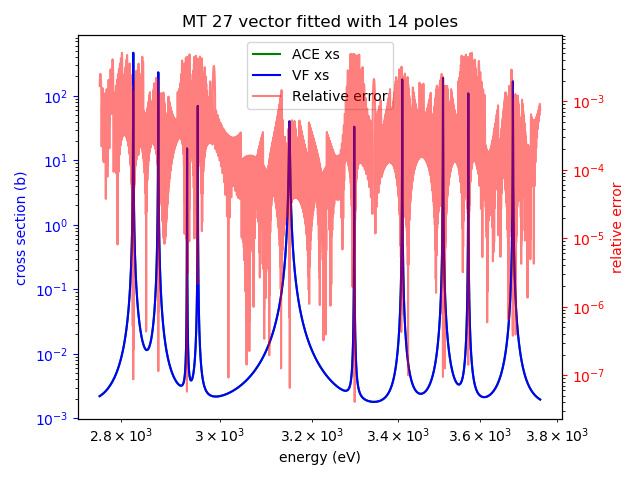 MT 27 vector fitted with 14 poles
ACE xs
VF xs
Relative error
10²
10¹
10⁰
10⁻¹
10⁻²
10⁻³
cross section (b)
10⁻³
10⁻⁴
10⁻⁵
10⁻⁶
10⁻⁷
relative error
2.8 × 10³ 3 × 10³ 3.2 × 10³ 3.4 × 10³ 3.6 × 10³ 3.8 × 10³
energy (eV)